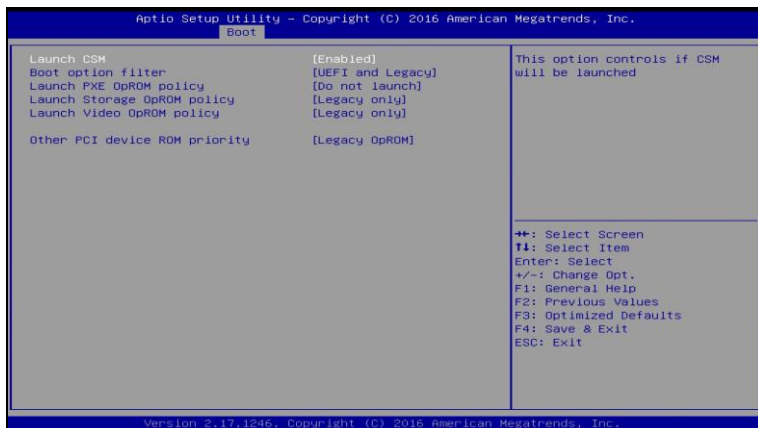 Aptio Setup Utility – Copyright (C) 2016 American Megatrends, Inc.
Boot
Launch CSM [Enabled]
Boot option filter [UEFI and Legacy]
Launch PXE OpROM policy [Do not launch]
Launch Storage OpROM policy [Legacy only]
Launch Video OpROM policy [Legacy only]
Other PCI device ROM priority [Legacy OpROM]
This option controls if CSM
will be launched
→←: Select Screen
↑↓: Select Item
Enter: Select
+/-: Change Opt.
F1: General Help
F2: Previous Values
F3: Optimized Defaults
F4: Save & Exit
ESC: Exit
Version 2.17.1246. Copyright (C) 2016 American Megatrends, Inc.